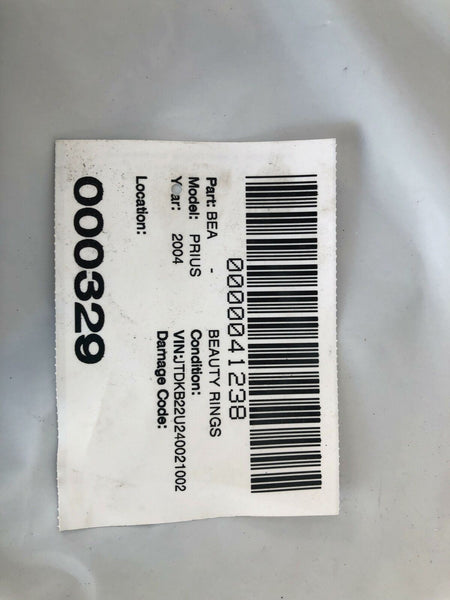 0000041238
Part: BEA - BEAUTY RINGS
Model: PRIUS Condition:
Year: 2004 VIN:JTDKB22U240021002
Damage Code:
Location:
000329